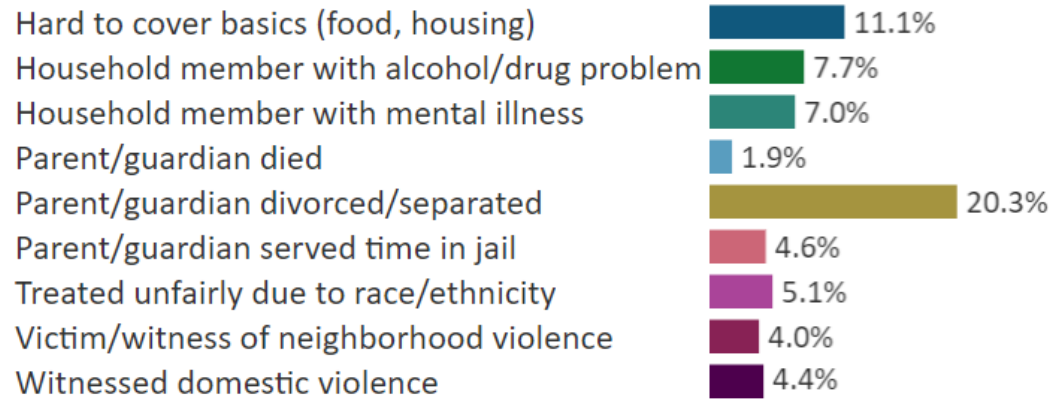 Hard to cover basics (food, housing) 11.1%
Household member with alcohol/drug problem 7.7%
Household member with mental illness 7.0%
Parent/guardian died 1.9%
Parent/guardian divorced/separated 20.3%
Parent/guardian served time in jail 4.6%
Treated unfairly due to race/ethnicity 5.1%
Victim/witness of neighborhood violence 4.0%
Witnessed domestic violence 4.4%